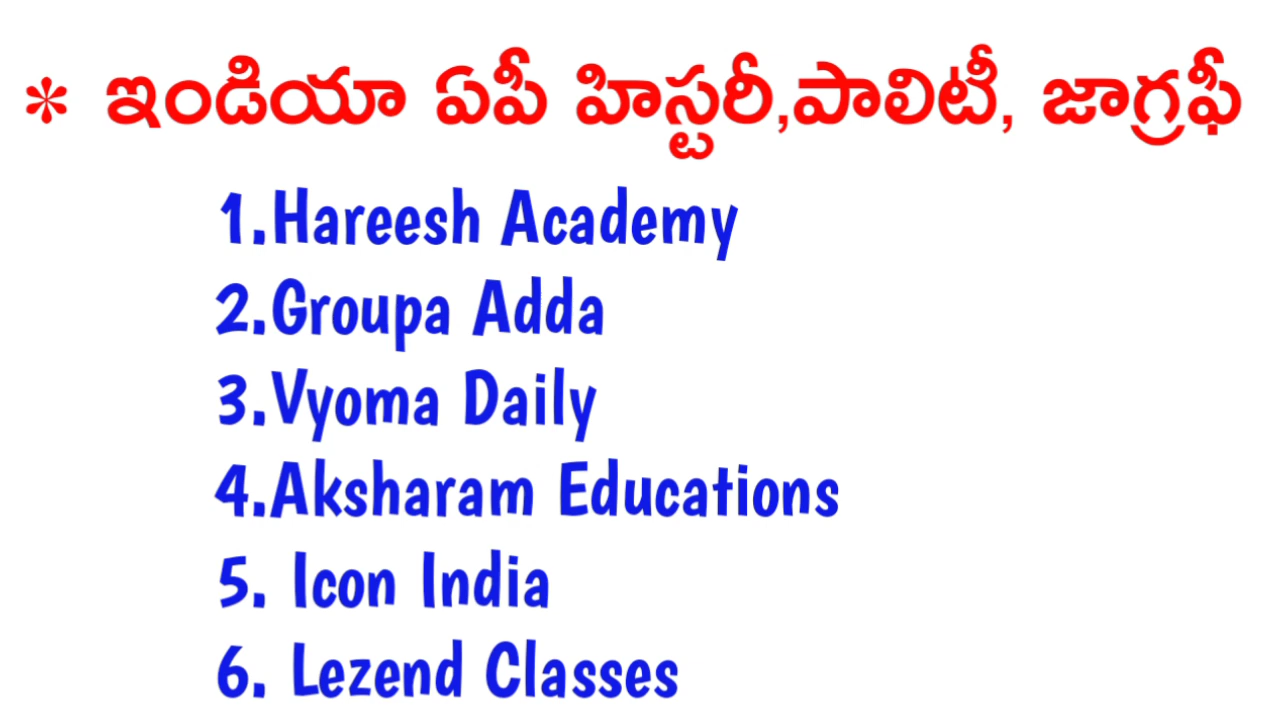 * ఇండియా ఏపీ హిస్టరీ,పాలిటీ, జాగ్రఫీ
1.Hareesh Academy
2.Groupa Adda
3.Vyoma Daily
4.Aksharam Educations
5. Icon India
6. Lezend Classes